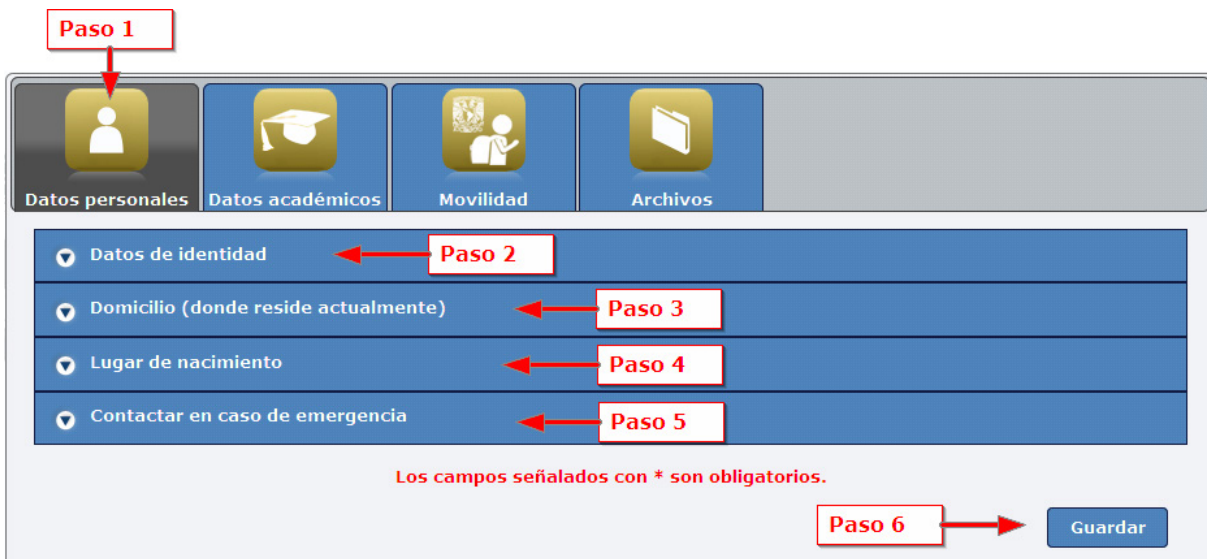 Paso 1
Datos personales
Datos académicos
Movilidad
Archivos
Datos de identidad
Paso 2
Domicilio (donde reside actualmente)
Paso 3
Lugar de nacimiento
Paso 4
Contactar en caso de emergencia
Paso 5
Los campos señalados con * son obligatorios.
Paso 6
Guardar